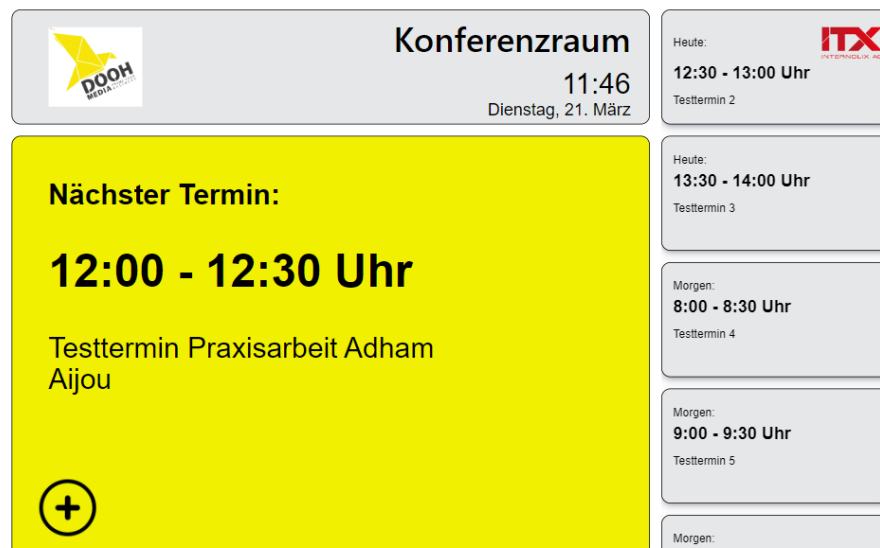 DOOH
MEDIA
Konferenzraum
11:46
Dienstag, 21. März
Nächster Termin:
12:00 - 12:30 Uhr
Testtermin Praxisarbeit Adham
Aijou
Heute:
ITX
INTERNOLIX AG
12:30 - 13:00 Uhr
Testtermin 2
Heute:
13:30 - 14:00 Uhr
Testtermin 3
Morgen:
8:00 - 8:30 Uhr
Testtermin 4
Morgen:
9:00 - 9:30 Uhr
Testtermin 5
Morgen: